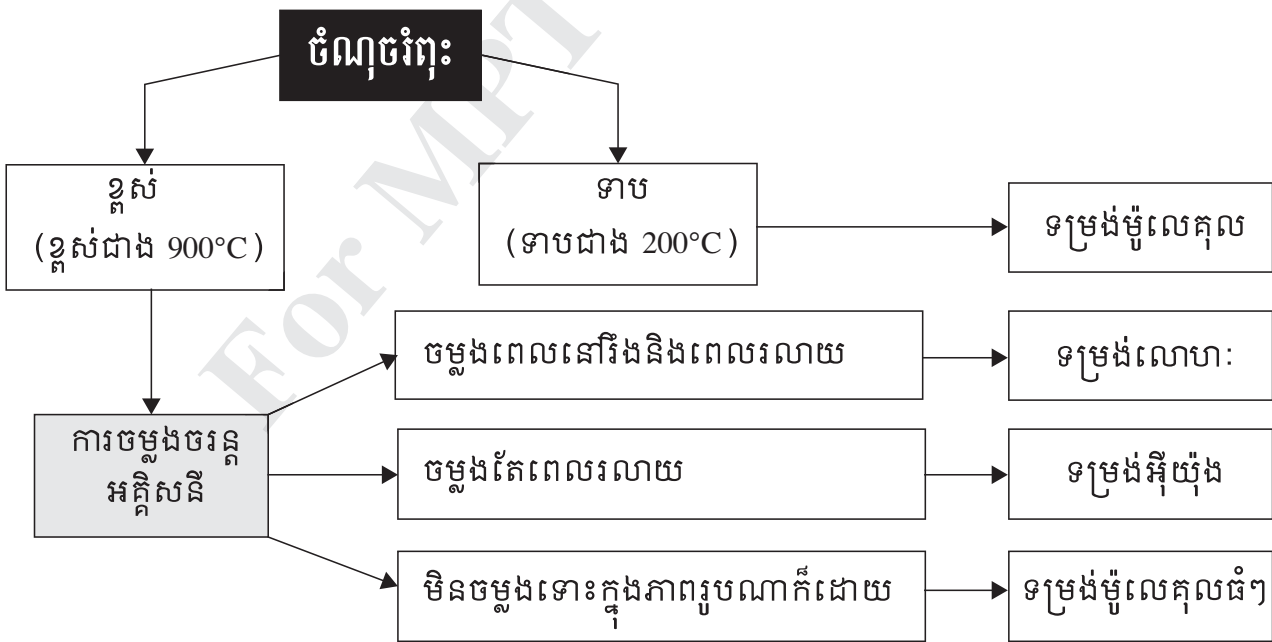 ចំណុចរំពុះ
ខ្ពស់
(ខ្ពស់ជាង 900°C)
ទាប
(ទាបជាង 200°C)
ទម្រង់ម៉ូលេគុល
ចម្លងពេលនៅរឹងនិងពេលរលាយ
ទម្រង់លោហៈ
ការចម្លងចរន្ត
អគ្គិសនី
ចម្លងតែពេលរលាយ
ទម្រង់អ៊ីយ៉ុង
មិនចម្លងទោះក្នុងភាពរូបណាក៏ដោយ
ទម្រង់ម៉ូលេគុលធំៗ
For MPT